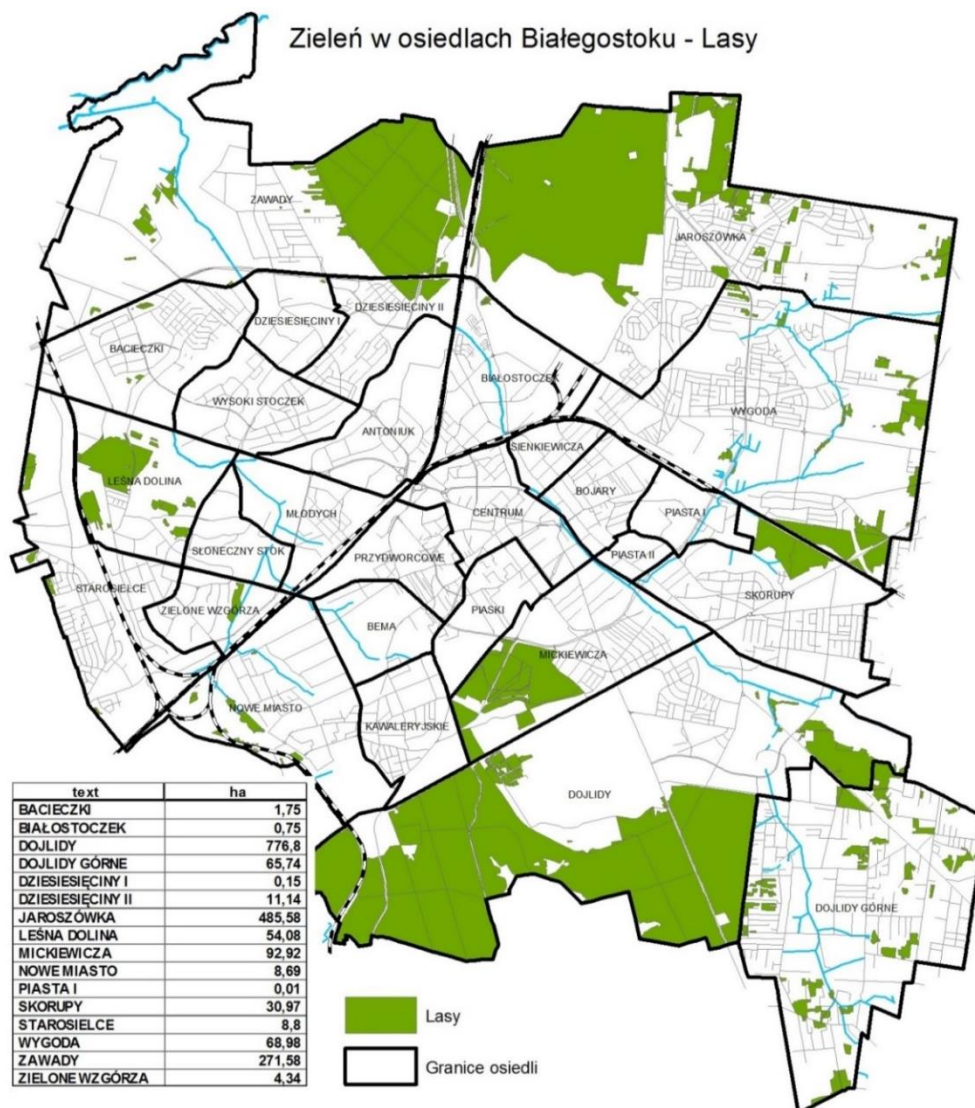 Zieleń w osiedlach Białegostoku - Lasy
ZAWADY
JAROSZÓWKA
DZIESIESIĘCINY II
DZIESIESIĘCINY I
BACIECZKI
BIAŁOSTOCZEK
WYSOKI STOCZEK
WYGODA
ANTONIUK
SIENKIEWICZA
LEŚNA DOLINA
BOJARY
MŁODYCH
CENTRUM
PIASTA I
SŁONECZNY STOK
PRZYDWORCOWE
PIASTA II
STAROSIELCE
SKORUPY
ZIELONE WZGÓRZA
PIASKI
BEMA
MICKIEWICZA
NOWE MIASTO
KAWALERYJSKIE
DOJLIDY
DOJLIDY GÓRNE
text ha
BACIECZKI 1,75
BIAŁOSTOCZEK 0,75
DOJLIDY 776,8
DOJLIDY GÓRNE 65,74
DZIESIESIĘCINY I 0,15
DZIESIESIĘCINY II 11,14
JAROSZÓWKA 485,58
LEŚNA DOLINA 54,08
MICKIEWICZA 92,92
NOWE MIASTO 8,69
PIASTA I 0,01
SKORUPY 30,97
STAROSIELCE 8,8
WYGODA 68,98
ZAWADY 271,58
ZIELONE WZGÓRZA 4,34
Lasy
Granice osiedli